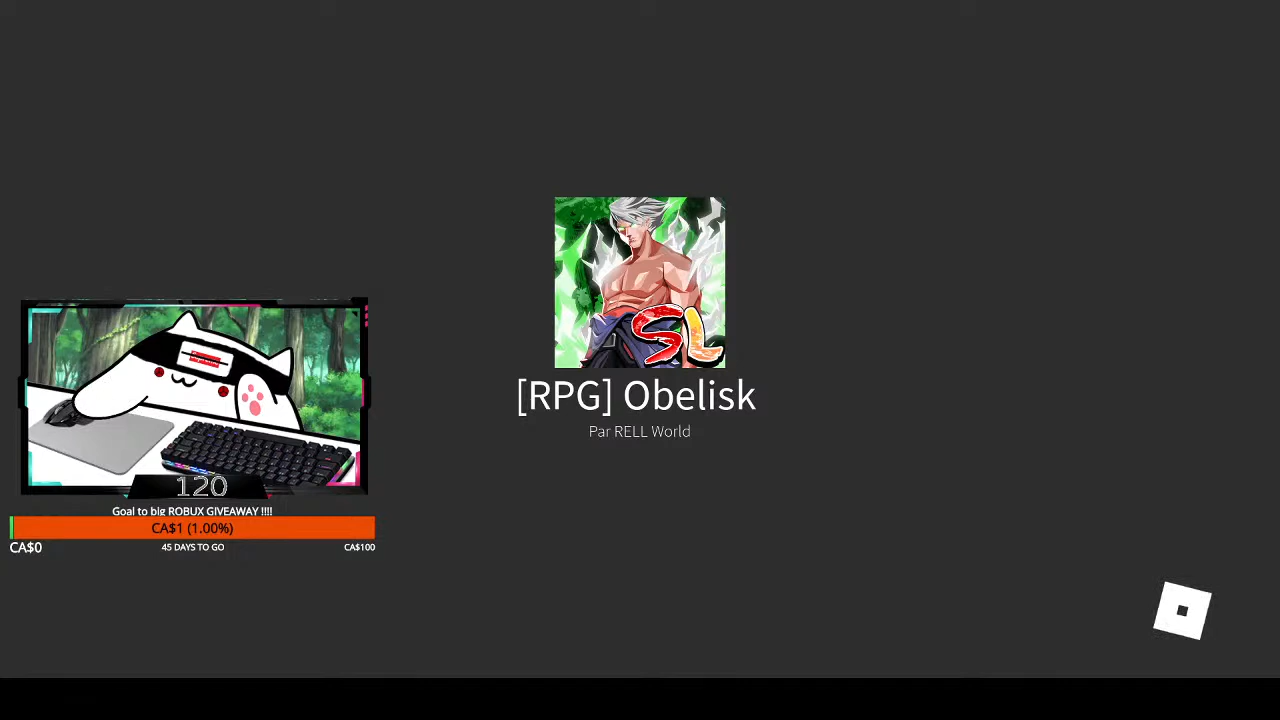 SL
[RPG] Obelisk
Par RELL World
120
Goal to big ROBUX GIVEAWAY !!!!
CA$1 (1.00%)
CA$0
45 DAYS TO GO
CA$100